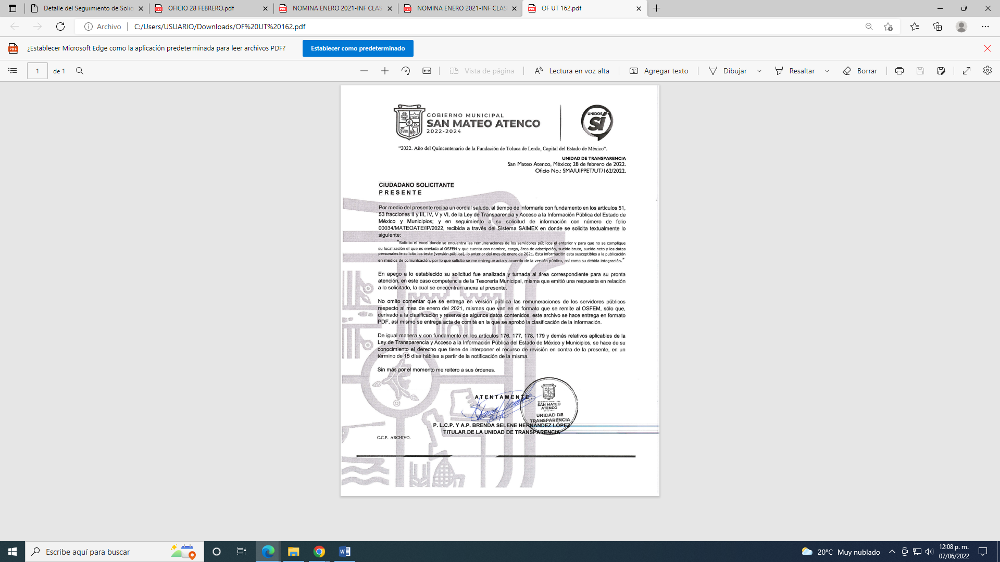 Detalle del Seguimiento de Solic
OFICIO 28 FEBRERO.pdf
NOMINA ENERO 2021-INF CLAS
NOMINA ENERO 2021-INF CLAS
OF UT 162.pdf
Archivo
C:/Users/USUARIO/Downloads/OF%20UT%20162.pdf
¿Establecer Microsoft Edge como la aplicación predeterminada para leer archivos PDF?
Establecer como predeterminado
1 de 1
Vista de página
Lectura en voz alta
Agregar texto
Dibujar
Resaltar
Borrar
GOBIERNO MUNICIPAL
SAN MATEO ATENCO
2022-2024
UNIDOS
SÍ
“2022. Año del Quincentenario de la Fundación de Toluca de Lerdo, Capital del Estado de México”.
UNIDAD DE TRANSPARENCIA
San Mateo Atenco, México; 28 de febrero de 2022.
Oficio No.: SMA/UIPPET/UT/162/2022.
CIUDADANO SOLICITANTE
P R E S E N T E
Por medio del presente reciba un cordial saludo, al tiempo de informarle con fundamento en los artículos 51,
53 fracciones II y III, IV, V y VI, de la Ley de Transparencia y Acceso a la Información Pública del Estado de
México y Municipios; y en seguimiento a su solicitud de información con número de folio
00034/MATEOATE/IP/2022, recibida a través del Sistema SAIMEX en donde se solicita textualmente lo
siguiente:
"Solicito el excel donde se encuentra las remuneraciones de los servidores públicos el anterior y para que no se complique
su localización el que es enviada al OSFEM y que cuenta con nombre, cargo, área de adscripción, sueldo bruto, sueldo neto y los datos
personales le solicito los teste (versión pública), lo anterior del mes de enero de 2021. Esta información esta susceptibles a la publicación
en medios de comunicación, por lo que solicito se me entregue acta y acuerdo de la versión pública, así como su debida integración."
En apego a lo establecido su solicitud fue analizada y turnada al área correspondiente para su pronta
atención, en este caso competencia de la Tesorería Municipal, misma que emitió una respuesta en relación
a lo solicitado, la cual se encuentran anexa al presente.
No omito comentar que se entrega en versión pública las remuneraciones de los servidores públicos
respecto al mes de enero del 2021, mismas que van en el formato que se remite al OSFEM, sólo que,
derivado a la clasificación y reserva de algunos datos contenidos, este archivo se hace entrega en formato
PDF, así mismo se entrega acta de comité en la que se aprobó la clasificación de la información.
De igual manera y con fundamento en los artículos 176, 177, 178, 179 y demás relativos aplicables de la
Ley de Transparencia y Acceso a la Información Pública del Estado de México y Municipios, se hace de su
conocimiento el derecho que tiene de interponer el recurso de revisión en contra de la presente, en un
término de 15 días hábiles a partir de la notificación de la misma.
Sin más por el momento me reitero a sus órdenes.
A T E N T A M E N T E
GOBIERNO MUNICIPAL
SAN MATEO
ATENCO
UNIDAD DE
TRANSPARENCIA
P. L.C.P. Y A.P. BRENDA SELENE HERNÁNDEZ LÓPEZ
TITULAR DE LA UNIDAD DE TRANSPARENCIA
C.C.P. ARCHIVO.
Escribe aquí para buscar
20°C Muy nublado
12:08 p. m.
07/06/2022